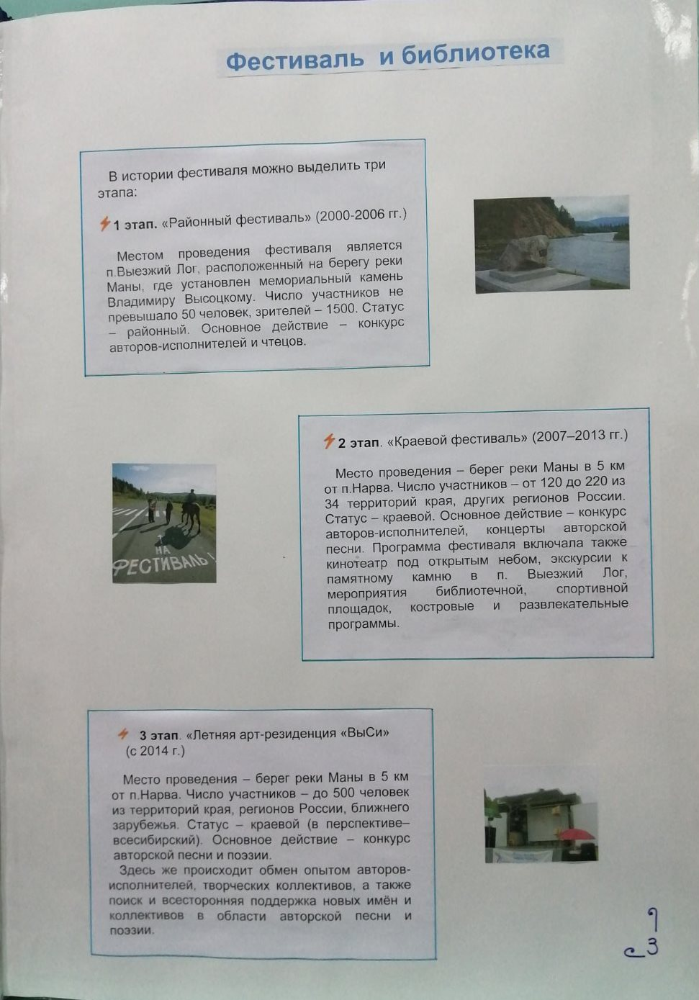 Фестиваль и библиотека
В истории фестиваля можно выделить три
этапа:
1 этап. «Районный фестиваль» (2000-2006 гг.)
Местом проведения фестиваля является
п.Выезжий Лог, расположенный на берегу реки
Маны, где установлен мемориальный камень
Владимиру Высоцкому. Число участников не
превышало 50 человек, зрителей – 1500. Статус
– районный. Основное действие – конкурс
авторов-исполнителей и чтецов.
2 этап. «Краевой фестиваль» (2007–2013 гг.)
Место проведения – берег реки Маны в 5 км
от п.Нарва. Число участников – от 120 до 220 из
34 территорий края, других регионов России.
Статус – краевой. Основное действие – конкурс
авторов-исполнителей, концерты авторской
песни. Программа фестиваля включала также
кинотеатр под открытым небом, экскурсии к
памятному камню в п. Выезжий Лог,
мероприятия библиотечной, спортивной
площадок, костровые и развлекательные
программы.
НА
ФЕСТИВАЛЬ!
3 этап. «Летняя арт-резиденция «ВыСи»
(с 2014 г.)
Место проведения – берег реки Маны в 5 км
от п.Нарва. Число участников – до 500 человек
из территорий края, регионов России, ближнего
зарубежья. Статус – краевой (в перспективе–
всесибирский). Основное действие – конкурс
авторской песни и поэзии.
Здесь же происходит обмен опытом авторов-
исполнителей, творческих коллективов, а также
поиск и всесторонняя поддержка новых имён и
коллективов в области авторской песни и
поэзии.